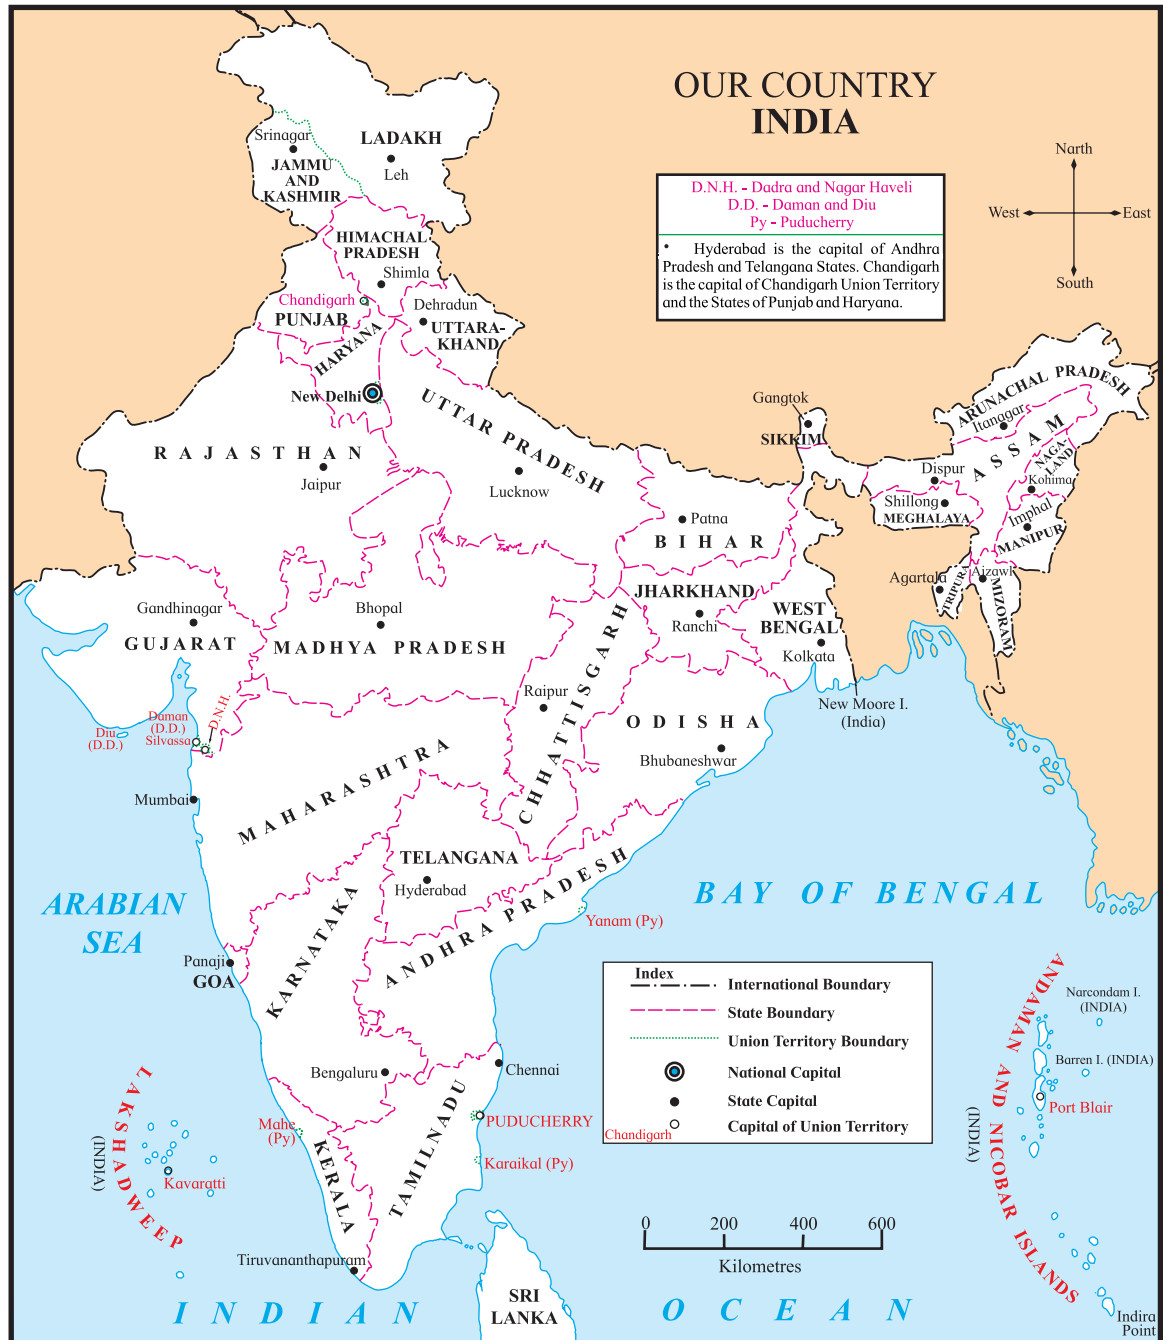 OUR COUNTRY
INDIA
North
West
East
South
D.N.H. - Dadra and Nagar Haveli
D.D. - Daman and Diu
Py - Puducherry
• Hyderabad is the capital of Andhra
Pradesh and Telangana States. Chandigarh
is the capital of Chandigarh Union Territory
and the States of Punjab and Haryana.
Srinagar
LADAKH
Leh
JAMMU
AND
KASHMIR
HIMACHAL
PRADESH
Shimla
Chandigarh
PUNJAB
Dehradun
UTTARA-
KHAND
HARYANA
New Delhi
UTTAR PRADESH
Lucknow
RAJASTHAN
Jaipur
Gangtok
SIKKIM
ARUNACHAL PRADESH
Itanagar
ASSAM
Dispur
NAGA-
LAND
Kohima
Shillong
MEGHALAYA
Imphal
MANIPUR
Agartala
TRIPURA
Aizawl
MIZORAM
Patna
BIHAR
JHARKHAND
Ranchi
WEST
BENGAL
Kolkata
New Moore I.
(India)
Gandhinagar
GUJARAT
Bhopal
MADHYA PRADESH
CHHATTISGARH
Raipur
ODISHA
Bhubaneshwar
Daman
(D.D.)
Silvassa
D.N.H.
Diu
(D.D.)
Mumbai
MAHARASHTRA
TELANGANA
Hyderabad
ANDHRA PRADESH
Yanam (Py)
ARABIAN
SEA
BAY OF BENGAL
KARNATAKA
Panaji
GOA
Bengaluru
Chennai
TAMILNADU
PUDUCHERRY
Karaikal (Py)
Mahe
(Py)
KERALA
Tiruvananthapuram
LAKSHADWEEP
(INDIA)
Kavaratti
Index
International Boundary
State Boundary
Union Territory Boundary
National Capital
State Capital
Chandigarh
Capital of Union Territory
0 200 400 600
Kilometres
ANDAMAN AND NICOBAR ISLANDS
(INDIA)
Narcondam I.
(INDIA)
Barren I. (INDIA)
Port Blair
Indira
Point
SRI
LANKA
INDIAN OCEAN